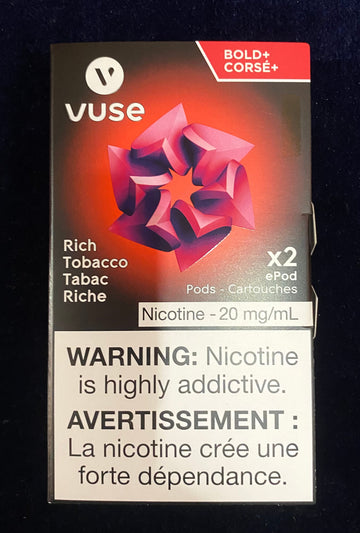 BOLD+
CORSÉ+
V
vuse
Rich
Tobacco
Tabac
Riche
x2
ePod
Pods - Cartouches
Nicotine - 20 mg/mL
WARNING: Nicotine
is highly addictive.
AVERTISSEMENT :
La nicotine crée une
forte dépendance.